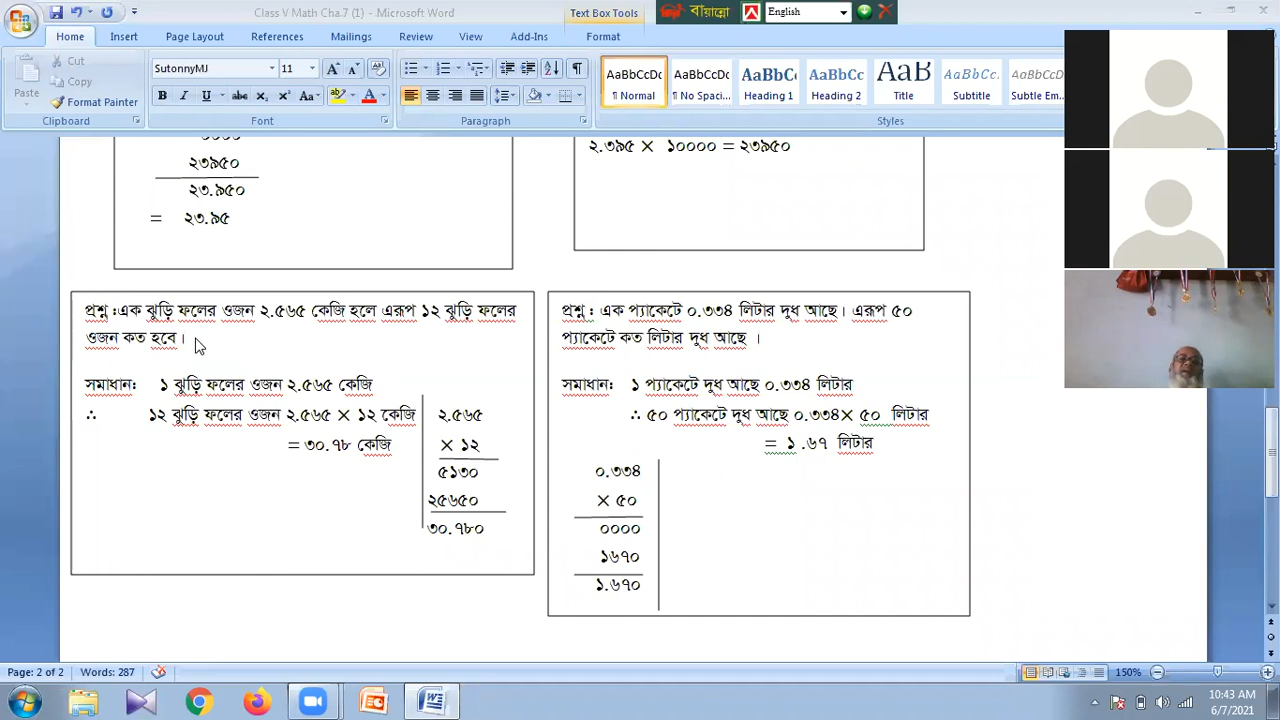 Class V Math Cha.7 (1) - Microsoft Word
Text Box Tools
বায়ান্নো
English
Home Insert Page Layout References Mailings Review View Add-Ins Format
Cut
Copy
Paste
Format Painter
SutonnyMJ 11
AaBbCcDc AaBbCcDc AaBbC AaBbCc AaB AaBbCc. AaBbCcDa
¶ Normal ¶ No Spaci... Heading 1 Heading 2 Title Subtitle Subtle Em...
Clipboard Font Paragraph Styles
২৩৯৫০
২৩.৯৫০
= ২৩.৯৫
২.৩৯৫ × ১০০০০ = ২৩৯৫০
প্রশ্ন :এক ঝুড়ি ফলের ওজন ২.৫৬৫ কেজি হলে এরূপ ১২ ঝুড়ি ফলের
ওজন কত হবে।
সমাধান: ১ ঝুড়ি ফলের ওজন ২.৫৬৫ কেজি
∴ ১২ ঝুড়ি ফলের ওজন ২.৫৬৫ × ১২ কেজি
= ৩০.৭৮ কেজি
২.৫৬৫
× ১২
৫১৩০
২৫৬৫০
৩০.৭৮০
প্রশ্ন : এক প্যাকেটে ০.৩৩৪ লিটার দুধ আছে। এরূপ ৫০
প্যাকেটে কত লিটার দুধ আছে ।
সমাধান: ১ প্যাকেটে দুধ আছে ০.৩৩৪ লিটার
∴ ৫০ প্যাকেটে দুধ আছে ০.৩৩৪× ৫০ লিটার
= ১ .৬৭ লিটার
০.৩৩৪
× ৫০
০০০০
১৬৭০
১.৬৭০
Page: 2 of 2 Words: 287 150%
10:43 AM
6/7/2021